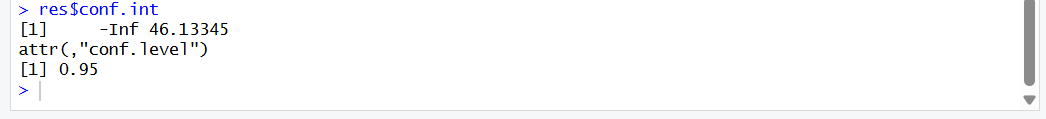 > res$conf.int
[1]     -Inf 46.13345
attr(,"conf.level")
[1] 0.95
>